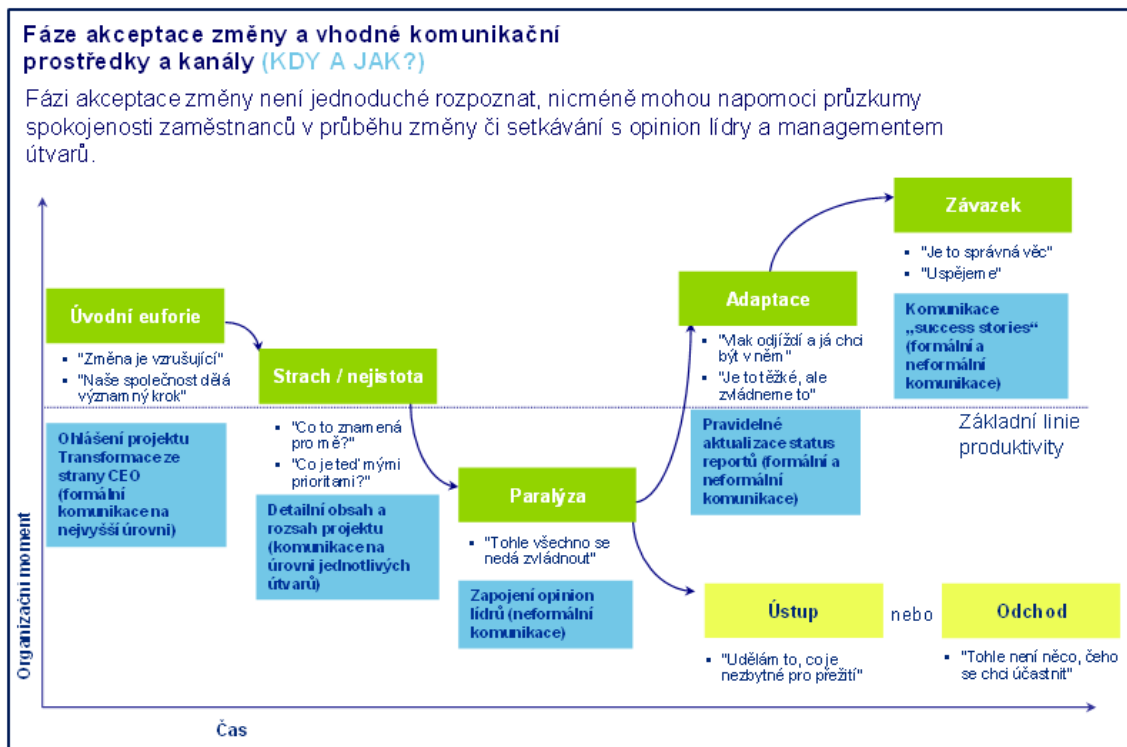 Fáze akceptace změny a vhodné komunikační
prostředky a kanály (KDY A JAK?)
Fázi akceptace změny není jednoduché rozpoznat, nicméně mohou napomoci průzkumy
spokojenosti zaměstnanců v průběhu změny či setkávání s opinion lídry a managementem
útvarů.
Organizační moment
Úvodní euforie
▪ "Změna je vzrušující"
▪ "Naše společnost dělá
významný krok"
Ohlášení projektu
Transformace ze
strany CEO
(formální
komunikace na
nejvyšší úrovni)
Strach / nejistota
▪ "Co to znamená
pro mě?"
▪ "Co je teď mými
prioritami?"
Detailní obsah a
rozsah projektu
(komunikace na
úrovni jednotlivých
útvarů)
Paralýza
▪ "Tohle všechno se
nedá zvládnout"
Zapojení opinion
lídrů (neformální
komunikace)
Adaptace
▪ "Vlak odjíždí a já chci
být v něm"
▪ "Je to těžké, ale
zvládneme to"
Pravidelné
aktualizace status
reportů (formální a
neformální
komunikace)
Závazek
▪ "Je to správná věc"
▪ "Uspějeme"
Komunikace
„success stories“
(formální a
neformální
komunikace)
Základní linie
produktivity
Ústup
▪ "Udělám to, co je
nezbytné pro přežití"
nebo
Odchod
▪ "Tohle není něco, čeho
se chci účastnit"
Čas